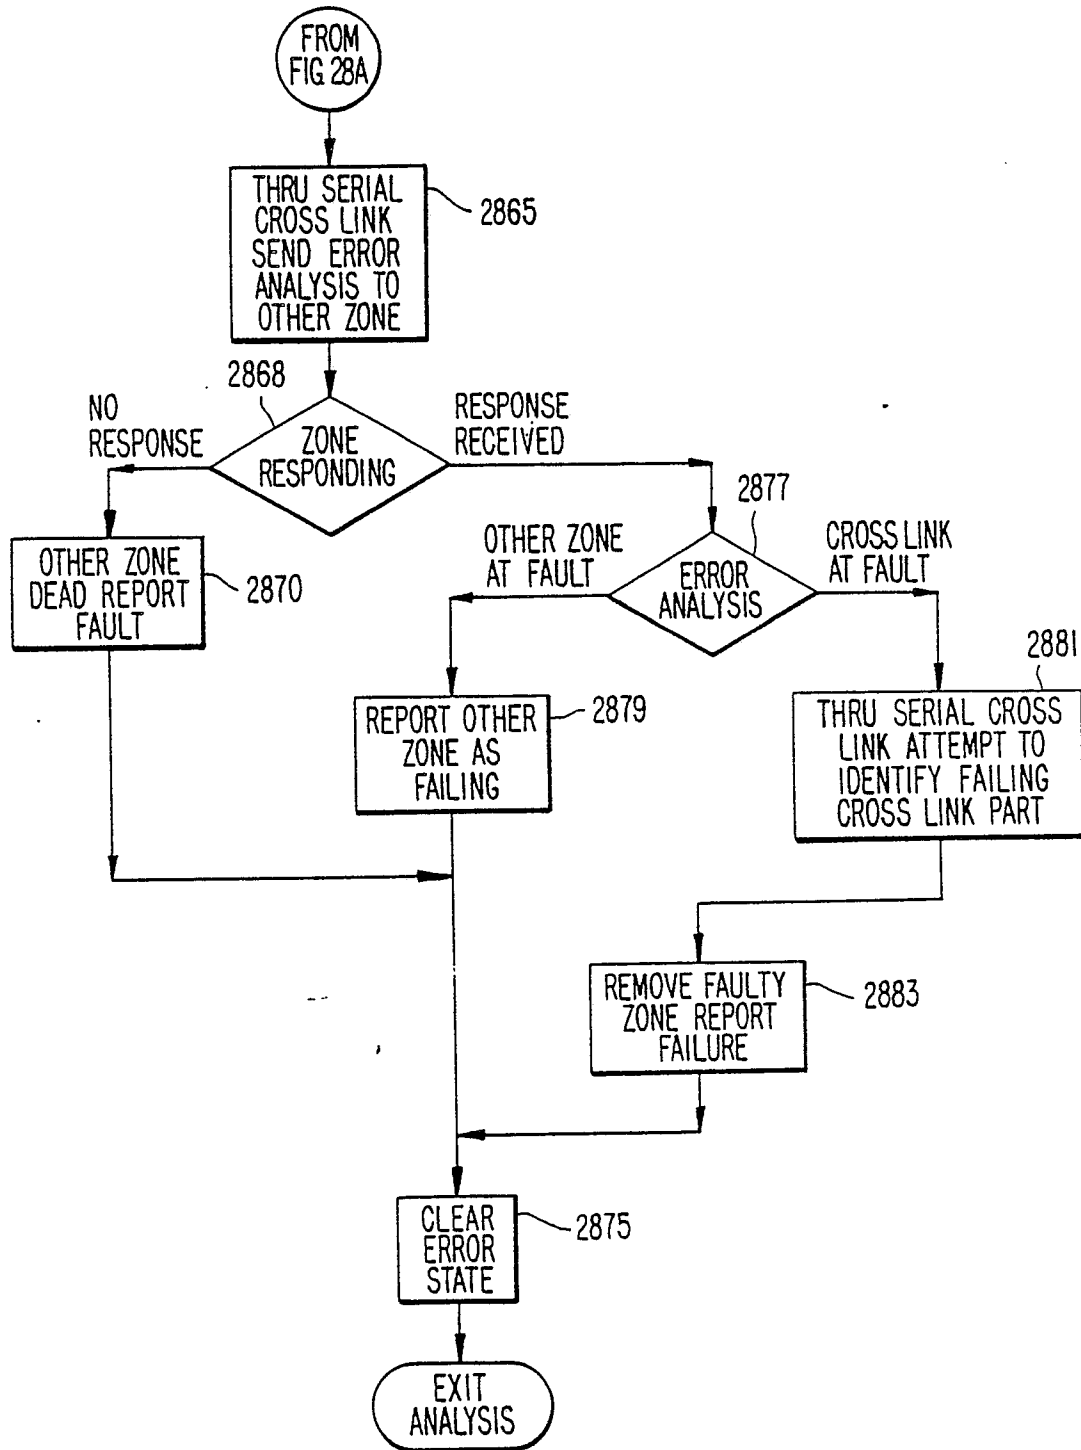 FROM
FIG 28A
THRU SERIAL
CROSS LINK
SEND ERROR
ANALYSIS TO
OTHER ZONE
2865
2868
NO
RESPONSE
ZONE
RESPONDING
RESPONSE
RECEIVED
2877
OTHER ZONE
DEAD REPORT
FAULT
2870
OTHER ZONE
AT FAULT
ERROR
ANALYSIS
CROSS LINK
AT FAULT
2881
REPORT OTHER
ZONE AS
FAILING
2879
THRU SERIAL CROSS
LINK ATTEMPT TO
IDENTIFY FAILING
CROSS LINK PART
REMOVE FAULTY
ZONE REPORT
FAILURE
2883
CLEAR
ERROR
STATE
2875
EXIT
ANALYSIS